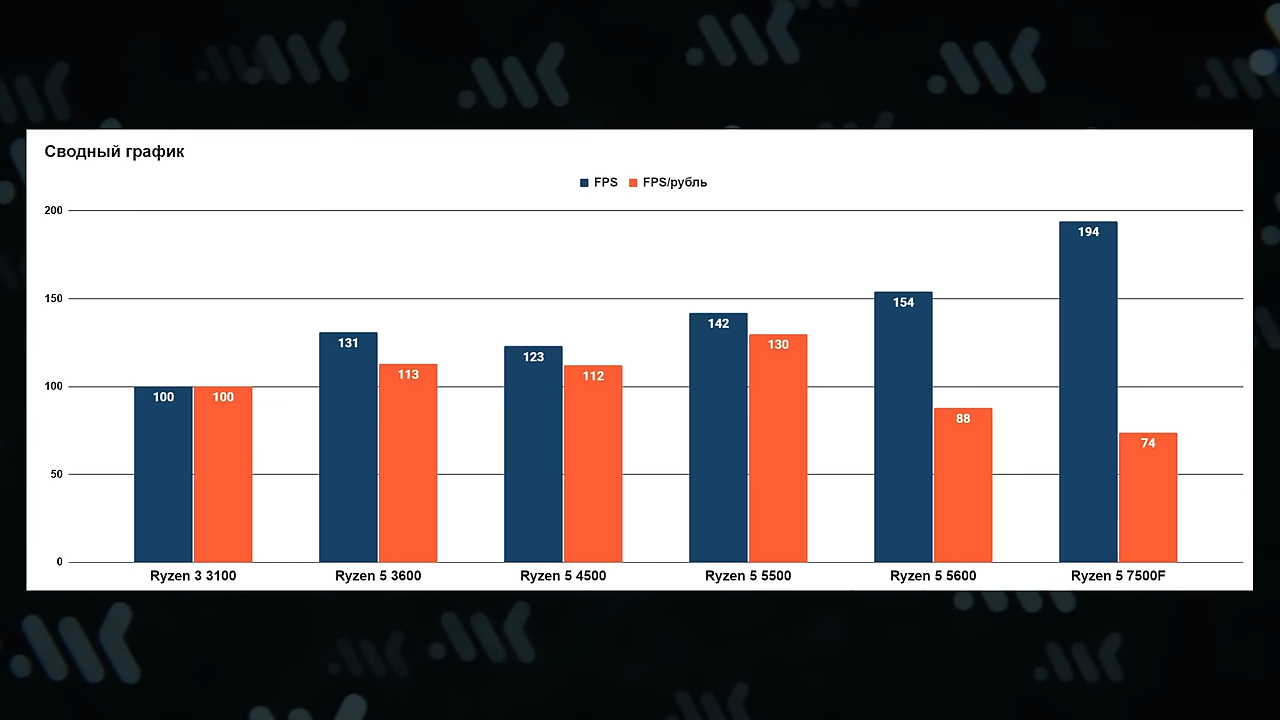 Сводный график
FPS FPS/рубль
200
150
100
50
0
100 100 131 113 123 112 142 130 154 88 194 74
Ryzen 3 3100 Ryzen 5 3600 Ryzen 5 4500 Ryzen 5 5500 Ryzen 5 5600 Ryzen 5 7500F